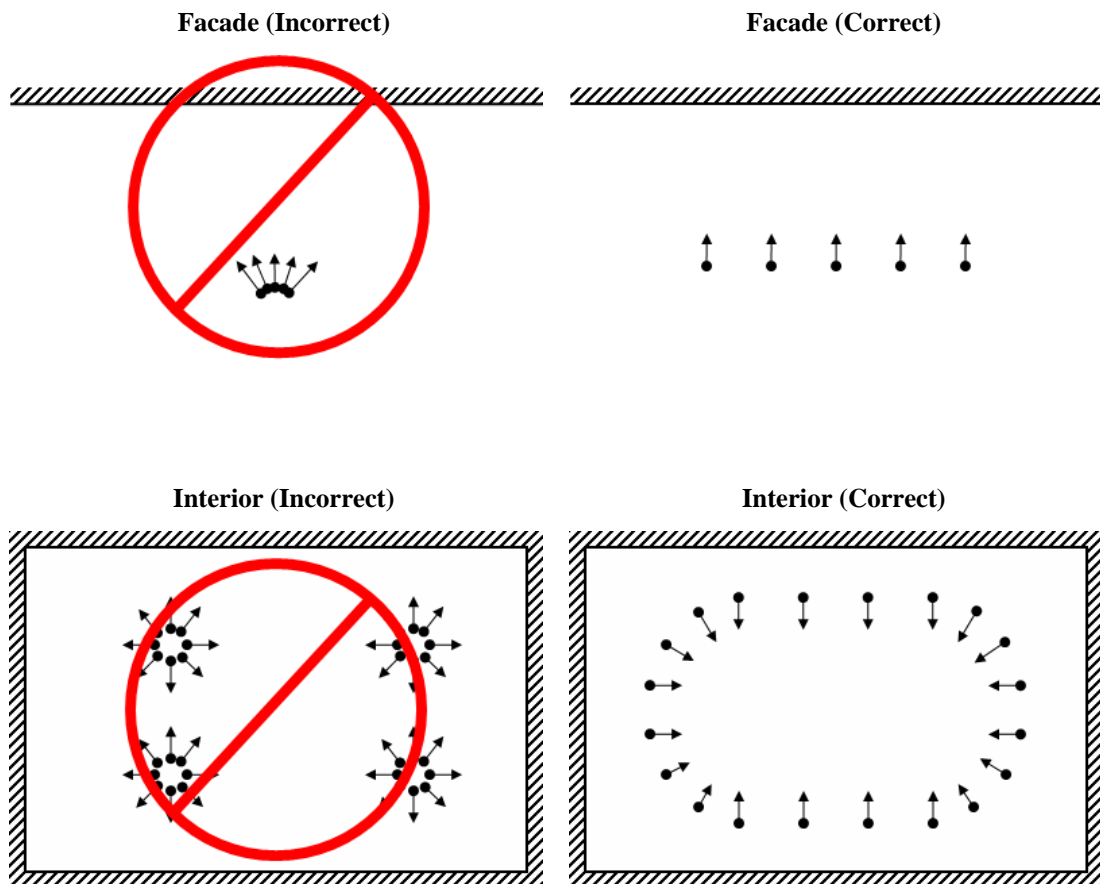 Facade (Incorrect)
Facade (Correct)
Interior (Incorrect)
Interior (Correct)